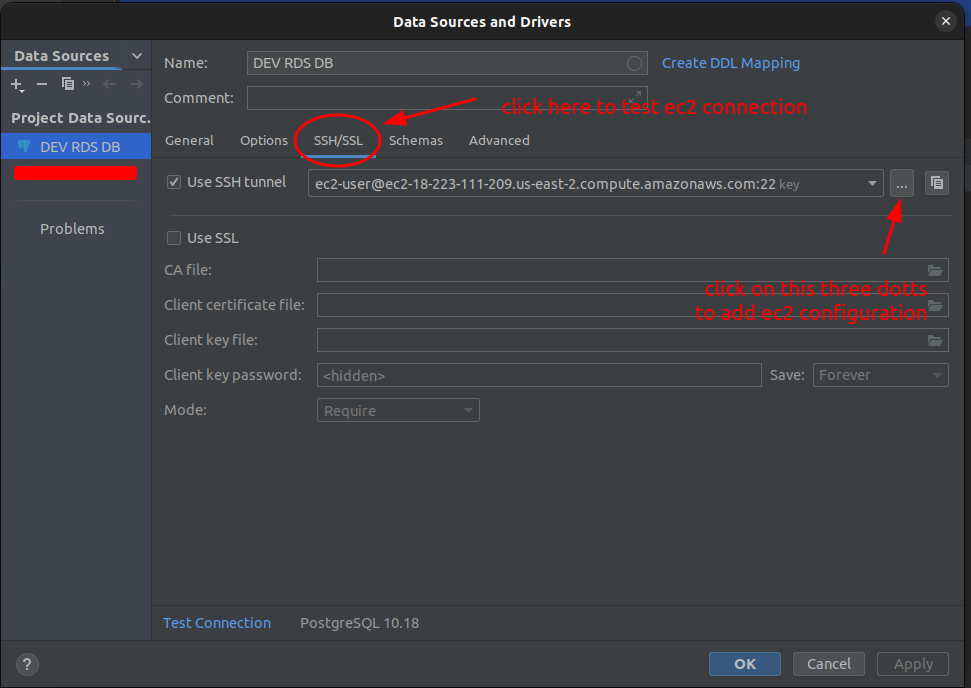 Data Sources and Drivers
Data Sources
Project Data Sourc.
DEV RDS DB
Problems
Name: DEV RDS DB Create DDL Mapping
Comment:
click here to test ec2 connection
General Options SSH/SSL Schemas Advanced
Use SSH tunnel ec2-user@ec2-18-223-111-209.us-east-2.compute.amazonaws.com:22 key ...
Use SSL
CA file:
click on this three dotts
to add ec2 configuration
Client certificate file:
Client key file:
Client key password: <hidden> Save: Forever
Mode: Require
Test Connection PostgreSQL 10.18
? OK Cancel Apply